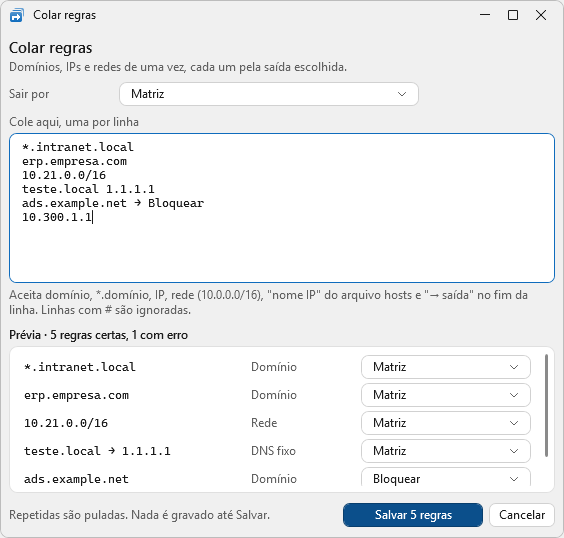 Colar regras
Colar regras
Domínios, IPs e redes de uma vez, cada um pela saída escolhida.
Sair por
Matriz
Cole aqui, uma por linha
*.intranet.local
erp.empresa.com
10.21.0.0/16
teste.local 1.1.1.1
ads.example.net → Bloquear
10.300.1.1
Aceita domínio, *.domínio, IP, rede (10.0.0.0/16), "nome IP" do arquivo hosts e "→ saída" no fim da
linha. Linhas com # são ignoradas.
Prévia · 5 regras certas, 1 com erro
*.intranet.local Domínio Matriz
erp.empresa.com Domínio Matriz
10.21.0.0/16 Rede Matriz
teste.local → 1.1.1.1 DNS fixo Matriz
ads.example.net Domínio Bloquear
Repetidas são puladas. Nada é gravado até Salvar. Salvar 5 regras Cancelar